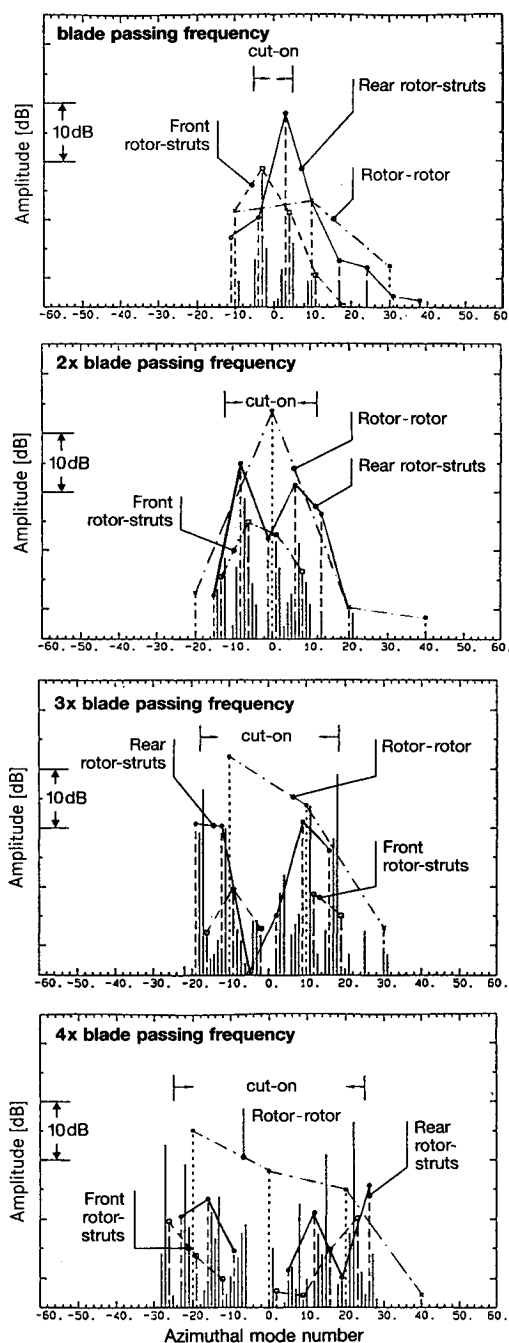 blade passing frequency
cut-on
Rear rotor-struts
Front
rotor-struts
Rotor-rotor
10dB
Amplitude [dB]
-60. -50. -40. -30. -20. -10. 0. 10. 20. 30. 40. 50. 60.
2x blade passing frequency
cut-on
Rotor-rotor
10dB
Rear rotor-struts
Front
rotor-struts
Amplitude [dB]
-60. -50. -40. -30. -20. -10. 0. 10. 20. 30. 40. 50. 60.
3x blade passing frequency
cut-on
Rear
rotor-struts
Rotor-rotor
10dB
Front
rotor-struts
Amplitude [dB]
-60. -50. -40. -30. -20. -10. 0. 10. 20. 30. 40. 50. 60.
4x blade passing frequency
cut-on
Rotor-rotor
10dB
Rear
rotor-
struts
Front
rotor-
struts
Amplitude [dB]
-60. -50. -40. -30. -20. -10. 0. 10. 20. 30. 40. 50. 60.
Azimuthal mode number